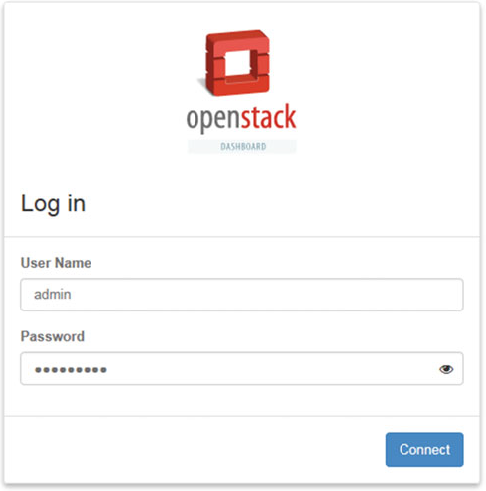 openstack
DASHBOARD
Log in
User Name
admin
Password
•••••••••
Connect